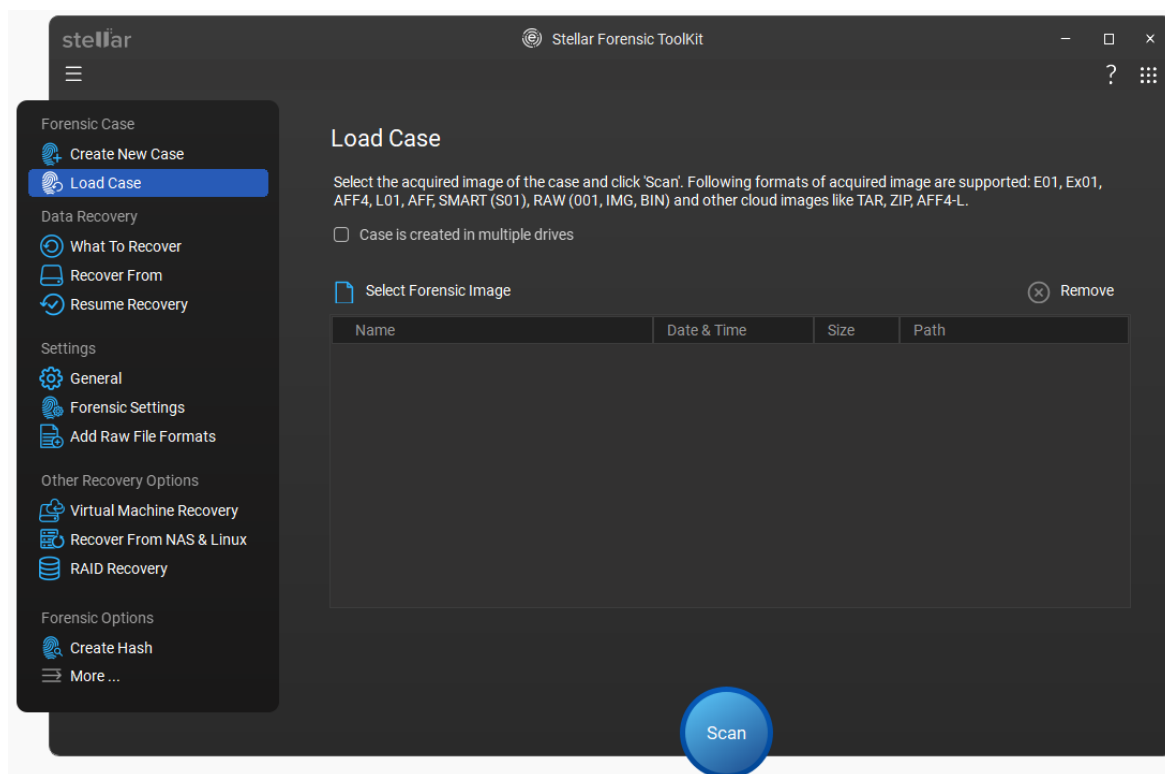 stellar
Stellar Forensic ToolKit
?
Forensic Case
Create New Case
Load Case
Data Recovery
What To Recover
Recover From
Resume Recovery
Settings
General
Forensic Settings
Add Raw File Formats
Other Recovery Options
Virtual Machine Recovery
Recover From NAS & Linux
RAID Recovery
Forensic Options
Create Hash
More ...
Load Case
Select the acquired image of the case and click 'Scan'. Following formats of acquired image are supported: E01, Ex01,
AFF4, L01, AFF, SMART (S01), RAW (001, IMG, BIN) and other cloud images like TAR, ZIP, AFF4-L.
Case is created in multiple drives
Select Forensic Image
Remove
Name Date & Time Size Path
Scan